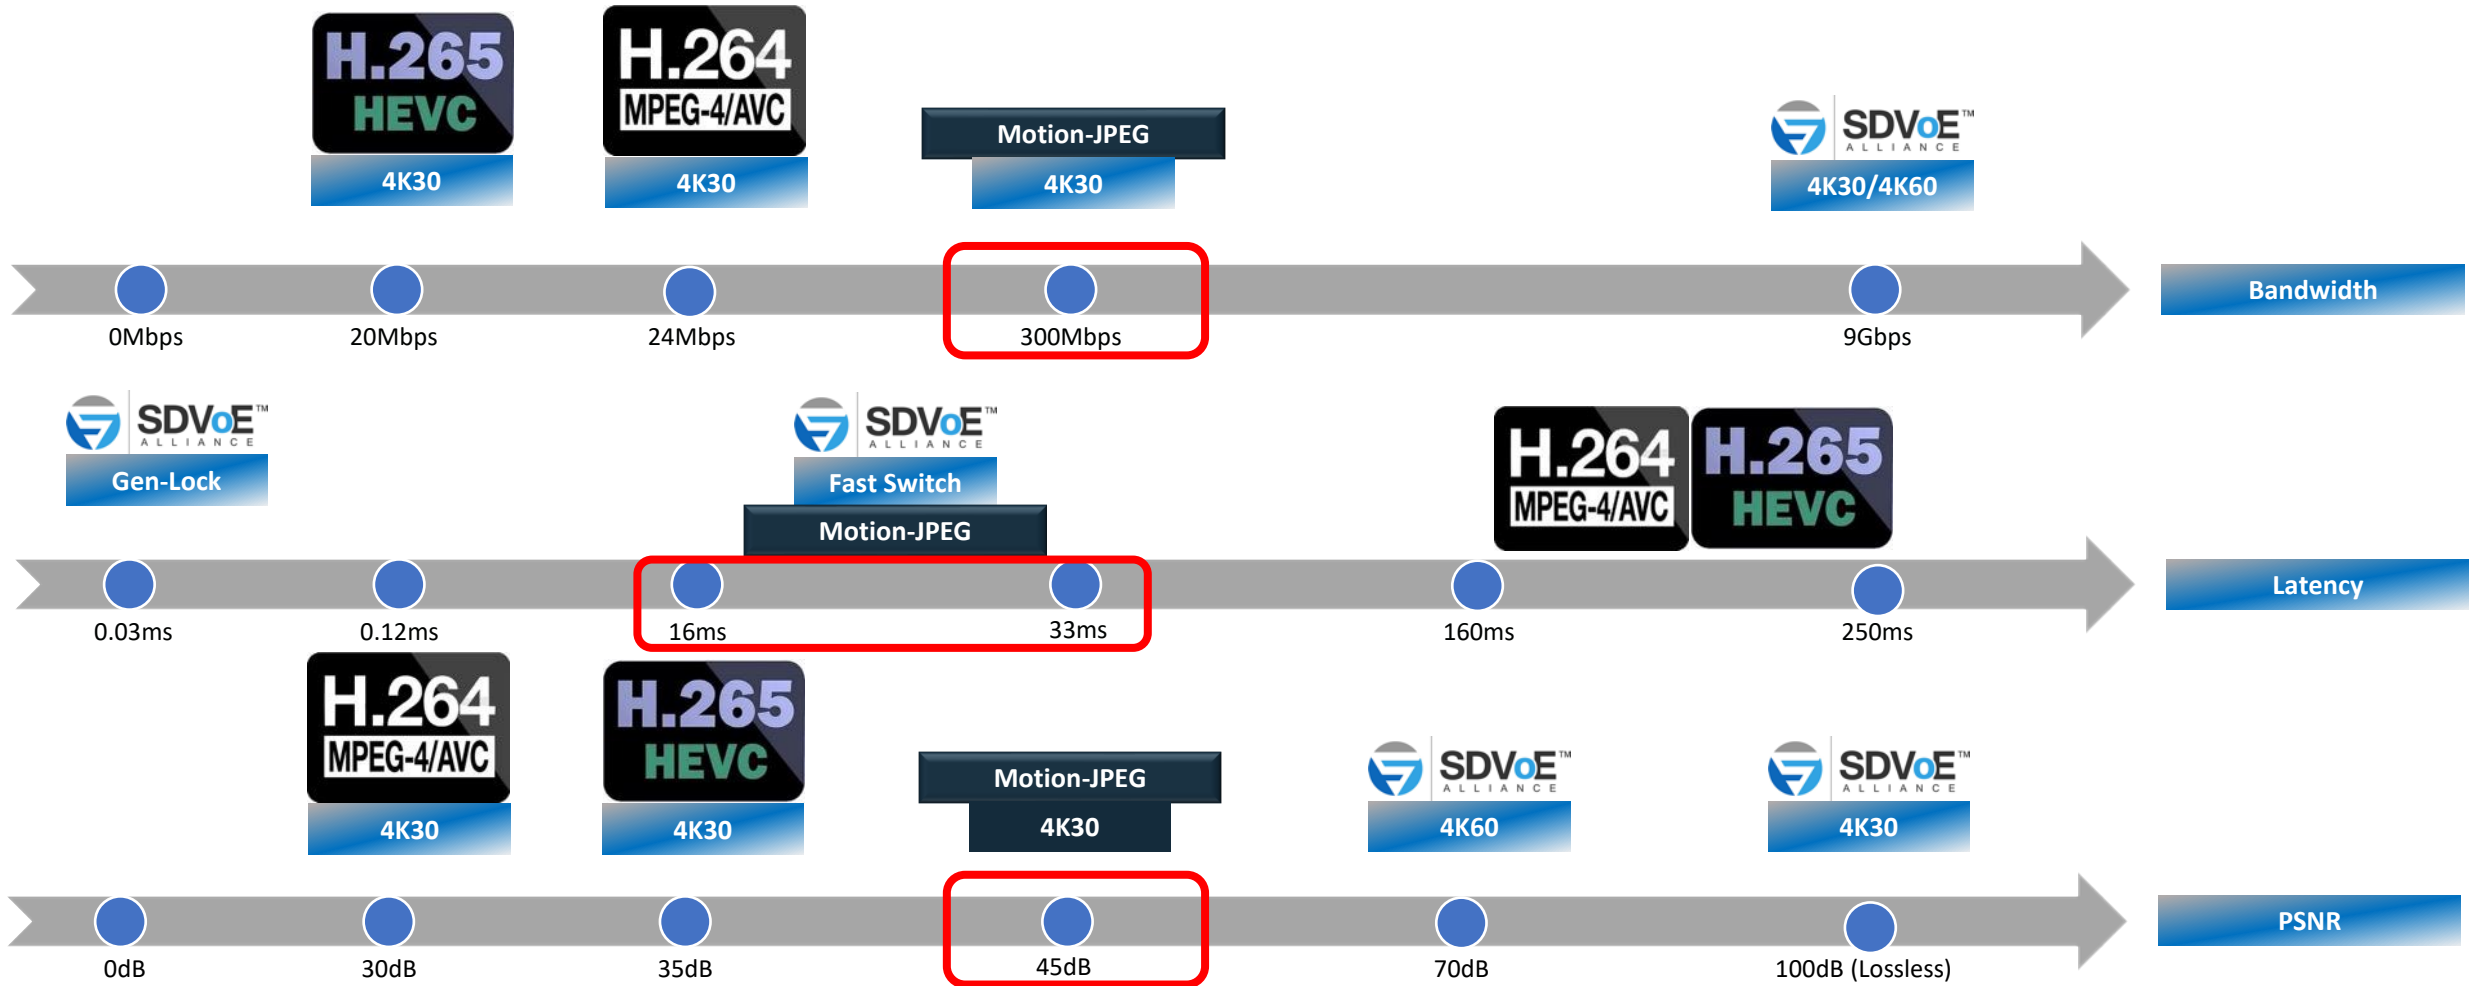 H.265
HEVC
4K30
H.264
MPEG-4/AVC
4K30
Motion-JPEG
4K30
SDVoE™
ALLIANCE
4K30/4K60
0Mbps
20Mbps
24Mbps
300Mbps
9Gbps
Bandwidth
SDVoE™
ALLIANCE
Gen-Lock
SDVoE™
ALLIANCE
Fast Switch
Motion-JPEG
H.264
MPEG-4/AVC
H.265
HEVC
0.03ms
0.12ms
16ms
33ms
160ms
250ms
Latency
H.264
MPEG-4/AVC
4K30
H.265
HEVC
4K30
Motion-JPEG
4K30
SDVoE™
ALLIANCE
4K60
SDVoE™
ALLIANCE
4K30
0dB
30dB
35dB
45dB
70dB
100dB (Lossless)
PSNR